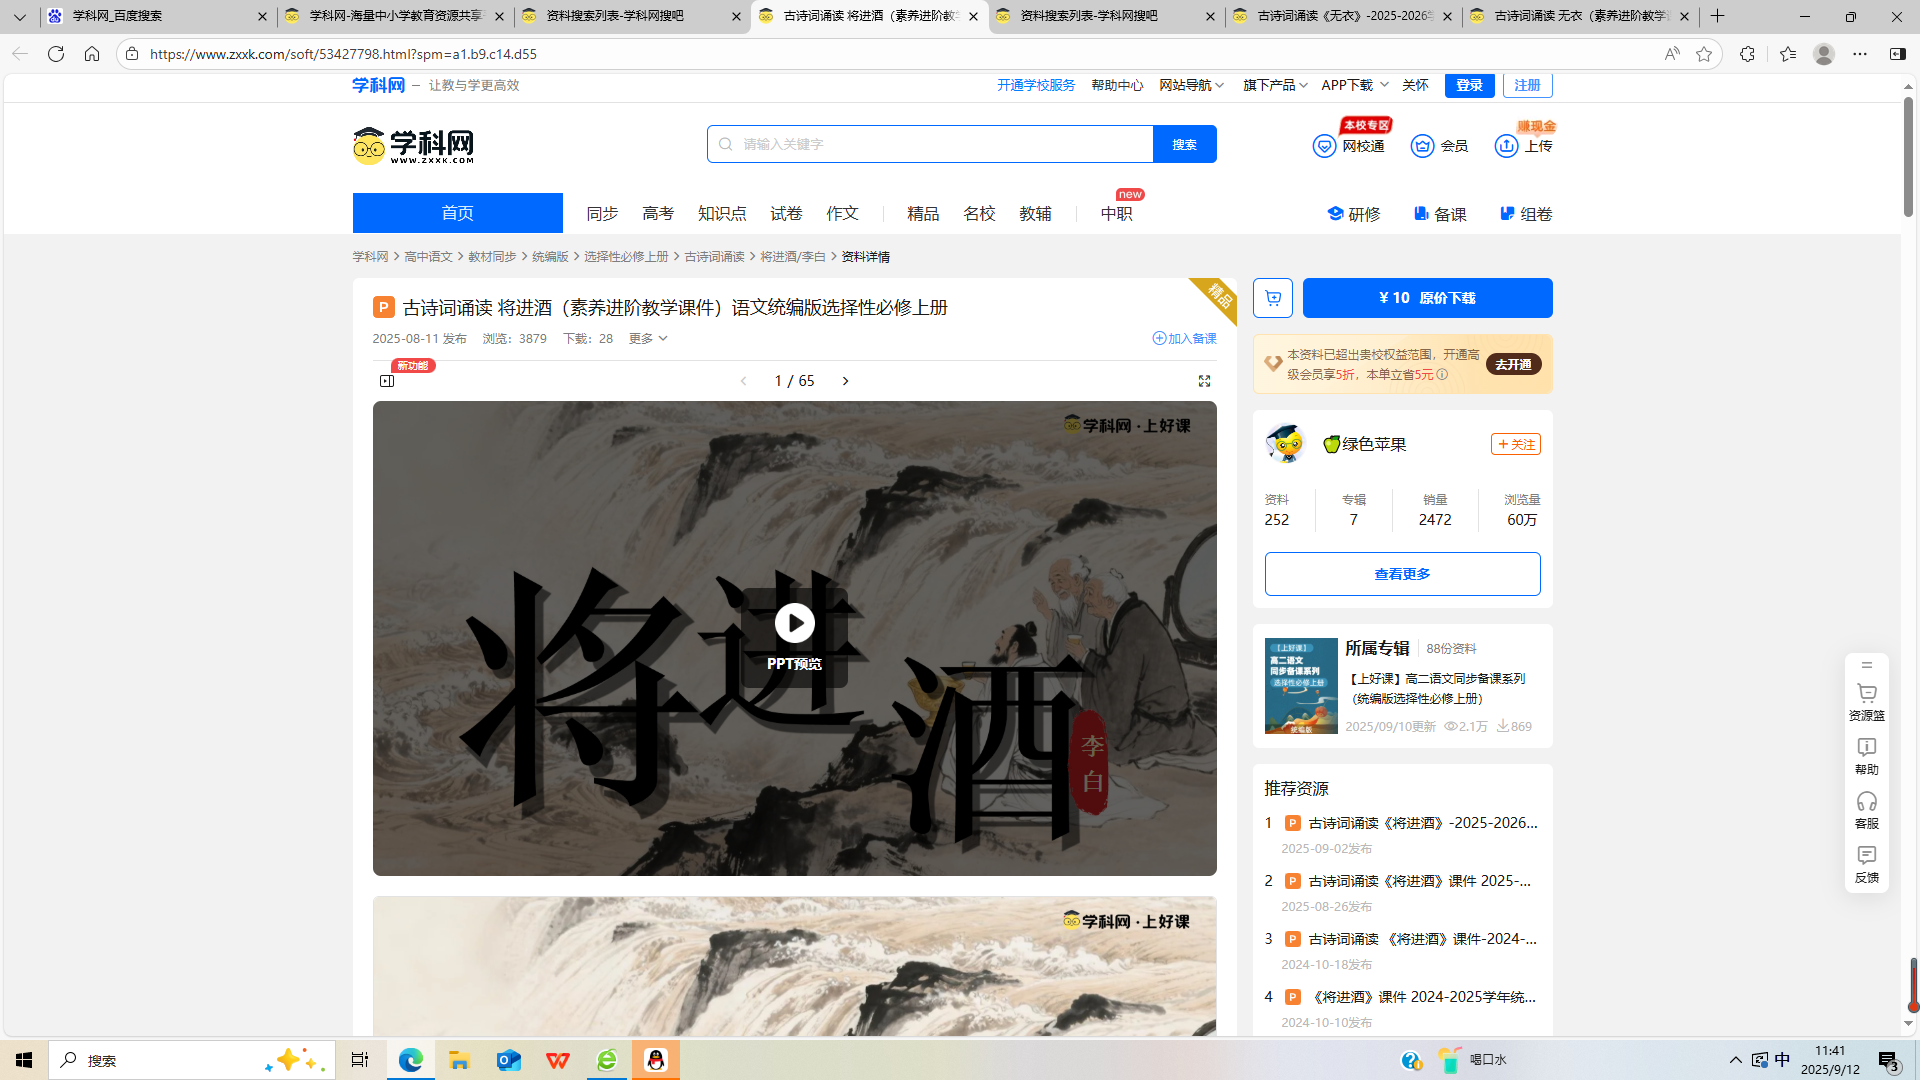 学科网_百度搜索
学科网-海量中小学教育资源共享
资料搜索列表-学科网搜吧
古诗词诵读 将进酒（素养进阶教学
资料搜索列表-学科网搜吧
古诗词诵读《无衣》-2025-2026
古诗词诵读 无衣（素养进阶教学
https://www.zxxk.com/soft/53427798.html?spm=a1.b9.c14.d55
学科网 – 让教与学更高效
开通学校服务 帮助中心 网站导航 旗下产品 APP下载 关怀 登录 注册
学科网
WWW.ZXXK.COM
请输入关键字
搜索
本校专区
网校通
会员
赚现金
上传
首页 同步 高考 知识点 试卷 作文 精品 名校 教辅 中职 new 研修 备课 组卷
学科网 > 高中语文 > 教材同步 > 统编版 > 选择性必修上册 > 古诗词诵读 > 将进酒/李白 > 资料详情
P 古诗词诵读 将进酒（素养进阶教学课件）语文统编版选择性必修上册
精品
2025-08-11 发布 浏览：3879 下载：28 更多
加入备课
新功能
1 / 65
学科网·上好课
将进酒
李白
PPT预览
学科网·上好课
¥ 10 原价下载
本资料已超出贵校权益范围，开通高
级会员享5折，本单立省5元
去开通
绿色苹果
+ 关注
资料 专辑 销量 浏览量
252 7 2472 60万
查看更多
【上好课】
高二语文
同步备课系列
选择性必修上册
统编版
所属专辑 88份资料
【上好课】高二语文同步备课系列
（统编版选择性必修上册）
2025/09/10更新 2.1万 869
推荐资源
1 P 古诗词诵读《将进酒》-2025-2026...
2025-09-02发布
2 P 古诗词诵读《将进酒》课件 2025-...
2025-08-26发布
3 P 古诗词诵读 《将进酒》课件-2024-...
2024-10-18发布
4 P 《将进酒》课件 2024-2025学年统...
2024-10-10发布
资源篮
帮助
客服
反馈
搜索
喝口水
中
11:41
2025/9/12
3